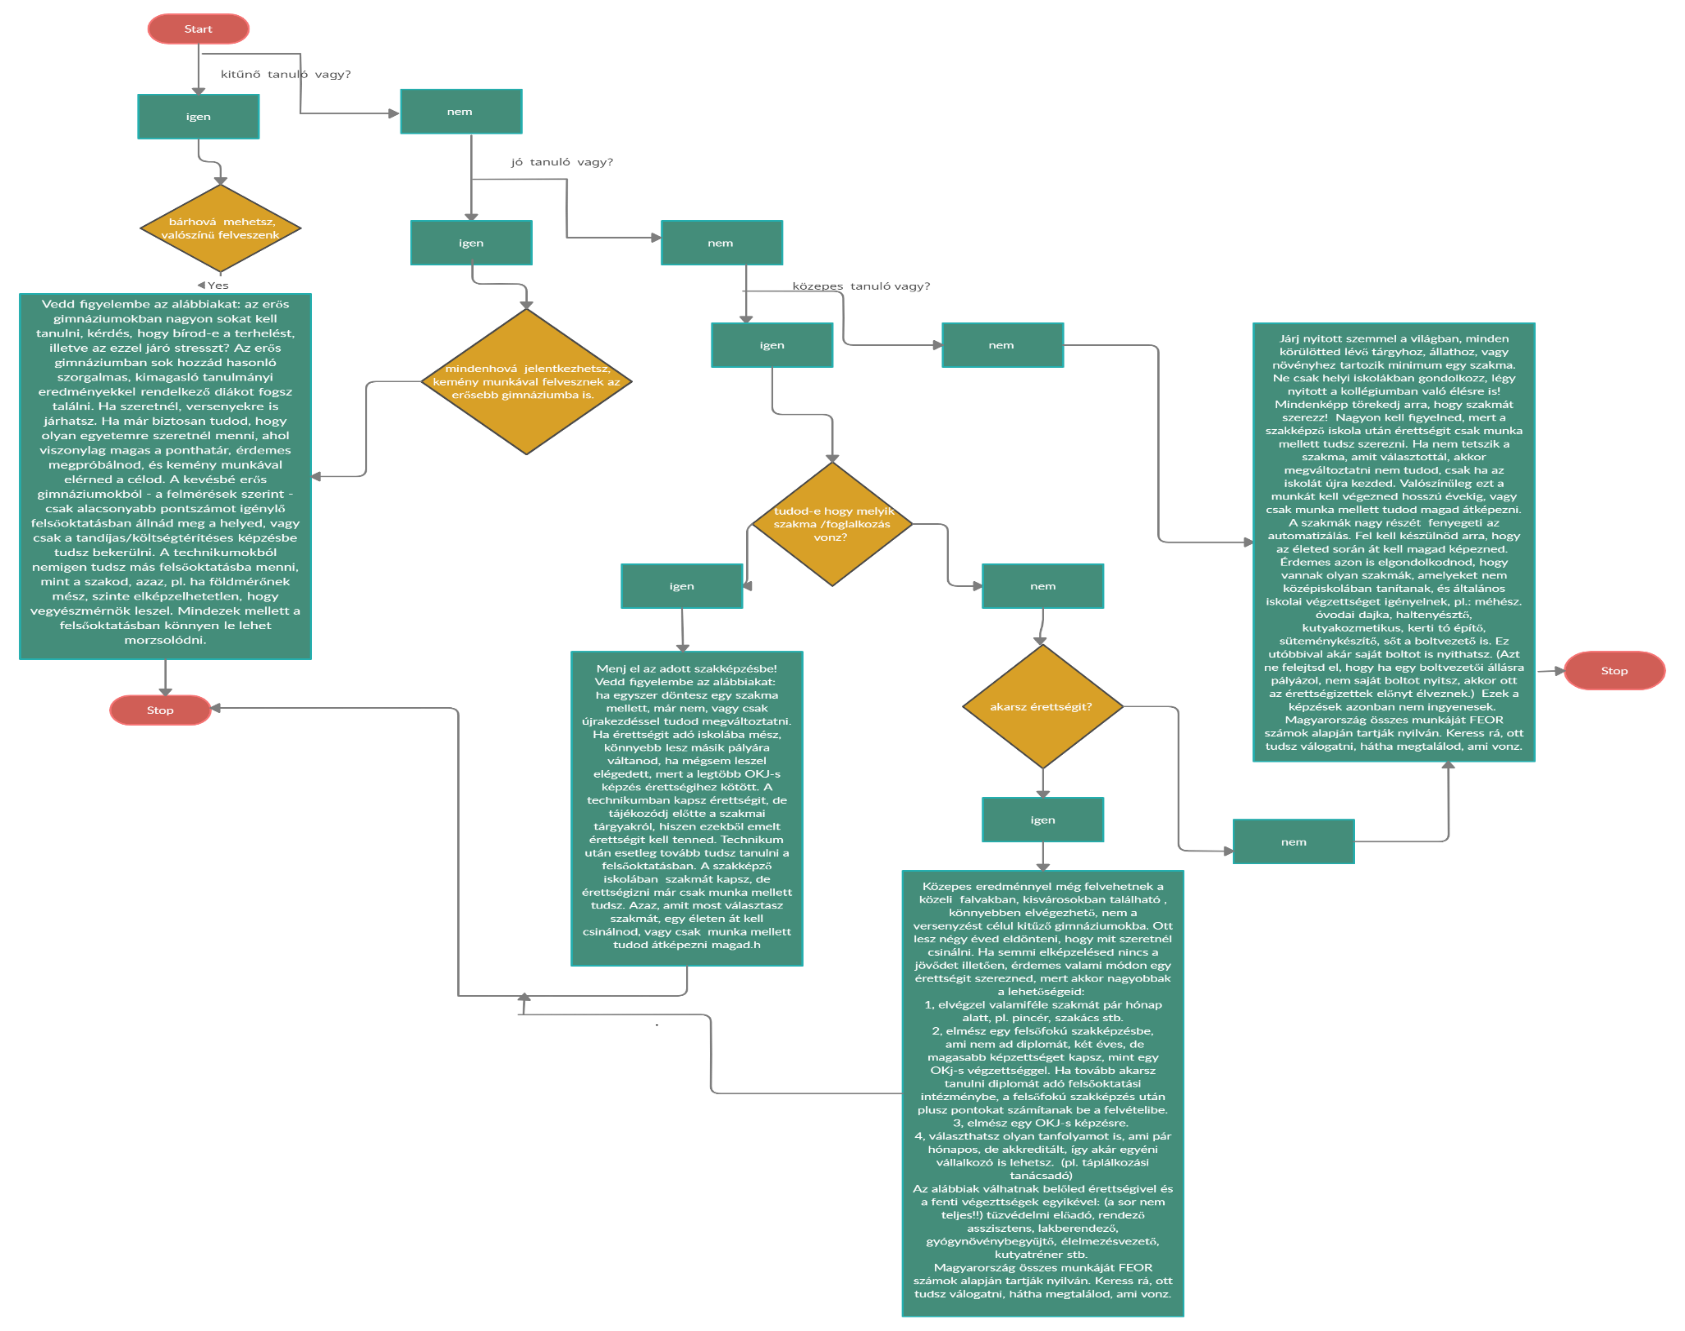 Start
kitűnő tanuló vagy?
igen
nem
bárhová mehetsz,
valószínű felveszenk
Yes
Vedd figyelembe az alábbiakat: az erős
gimnáziumokban nagyon sokat kell
tanulni, kérdés, hogy bírod-e a terhelést,
illetve az ezzel járó stresszt? Az erős
gimnáziumban sok hozzád hasonló
szorgalmas, kimagasló tanulmányi
eredményekkel rendelkező diákot fogsz
találni. Ha szeretnél, versenyekre is
járhatsz. Ha már biztosan tudod, hogy
olyan egyetemre szeretnél menni, ahol
viszonylag magas a ponthatár, érdemes
megpróbálnod, és kemény munkával
elérned a célod. A kevésbé erős
gimnáziumokból - a felmérések szerint -
csak alacsonyabb pontszámot igénylő
felsőoktatásban állnád meg a helyed, vagy
csak a tandíjas/költségtérítéses képzésbe
tudsz bekerülni. A technikumokból
nemigen tudsz más felsőoktatásba menni,
mint a szakod, azaz, pl. ha földmérőnek
mész, szinte elképzelhetetlen, hogy
vegyészmérnök leszel. Mindezek mellett a
felsőoktatásban könnyen le lehet
morzsolódni.
Stop
jó tanuló vagy?
igen
nem
mindenhová jelentkezhetsz,
kemény munkával felvesznek az
erősebb gimnáziumba is.
közepes tanuló vagy?
igen
nem
tudod-e hogy melyik
szakma /foglalkozás
vonz?
igen
nem
Menj el az adott szakképzésbe!
Vedd figyelembe az alábbiakat:
ha egyszer döntesz egy szakma
mellett, már nem, vagy csak
újrakezdéssel tudod megváltoztatni.
Ha érettségit adó iskolába mész,
könnyebb lesz másik pályára
váltanod, ha mégsem leszel
elégedett, mert a legtöbb OKJ-s
képzés érettségihez kötött. A
technikumban kapsz érettségit, de
tájékozódj előtte a szakmai
tárgyakról, hiszen ezekből emelt
érettségit kell tenned. Technikum
után esetleg tovább tudsz tanulni a
felsőoktatásban. A szakképző
iskolában szakmát kapsz, de
érettségizni már csak munka mellett
tudsz. Azaz, amit most választasz
szakmát, egy életen át kell
csinálnod, vagy csak munka mellett
tudod átképezni magad.h
akarsz érettségit?
igen
nem
Közepes eredménnyel még felvehetnek a
közeli falvakban, kisvárosokban található ,
könnyebben elvégezhető, nem a
versenyzést célul kitűző gimnáziumokba. Ott
lesz négy éved eldönteni, hogy mit szeretnél
csinálni. Ha semmi elképzelésed nincs a
jövődet illetően, érdemes valami módon egy
érettségit szerezned, mert akkor nagyobbak
a lehetőségeid:
1, elvégzel valamiféle szakmát pár hónap
alatt, pl. pincér, szakács stb.
2, elmész egy felsőfokú szakképzésbe,
ami nem ad diplomát, két éves, de
magasabb képzettséget kapsz, mint egy
OKj-s végzettséggel. Ha tovább akarsz
tanulni diplomát adó felsőoktatási
intézménybe, a felsőfokú szakképzés után
plusz pontokat számítanak be a felvételibe.
3, elmész egy OKJ-s képzésre.
4, választhatsz olyan tanfolyamot is, ami pár
hónapos, de akkreditált, így akár egyéni
vállalkozó is lehetsz. (pl. táplálkozási
tanácsadó)
Az alábbiak válhatnak belőled érettségivel és
a fenti végezttségek egyikével: (a sor nem
teljes!!) tűzvédelmi előadó, rendező
asszisztens, lakberendező,
gyógynövénybegyűjtő, élelmezésvezető,
kutyatréner stb.
Magyarország összes munkáját FEOR
számok alapján tartják nyilván. Keress rá, ott
tudsz válogatni, hátha megtalálod, ami vonz.
Járj nyitott szemmel a világban, minden
körülötted lévő tárgyhoz, állathoz, vagy
növényhez tartozik minimum egy szakma.
Ne csak helyi iskolákban gondolkozz, légy
nyitott a kollégiumban való élésre is!
Mindenképp törekedj arra, hogy szakmát
szerezz! Nagyon kell figyelned, mert a
szakképző iskola után érettségit csak munka
mellett tudsz szerezni. Ha nem tetszik a
szakma, amit választottál, akkor
megváltoztatni nem tudod, csak ha az
iskolát újra kezded. Valószínűleg ezt a
munkát kell végezned hosszú évekig, vagy
csak munka mellett tudod magad átképezni.
A szakmák nagy részét fenyegeti az
automatizálás. Fel kell készülnöd arra, hogy
az életed során át kell magad képezned.
Érdemes azon is elgondolkodnod, hogy
vannak olyan szakmák, amelyeket nem
középiskolában tanítanak, és általános
iskolai végzettséget igényelnek, pl.: méhész.
óvodai dajka, haltenyésztő,
kutyakozmetikus, kerti tó építő,
süteménykészítő, sőt a boltvezető is. Ez
utóbbival akár saját boltot is nyithatsz. (Azt
ne felejtsd el, hogy ha egy boltvezetői állásra
pályázol, nem saját boltot nyitsz, akkor ott
az érettségizettek előnyt élveznek.) Ezek a
képzések azonban nem ingyenesek.
Magyarország összes munkáját FEOR
számok alapján tartják nyilván. Keress rá, ott
tudsz válogatni, hátha megtalálod, ami vonz.
Stop